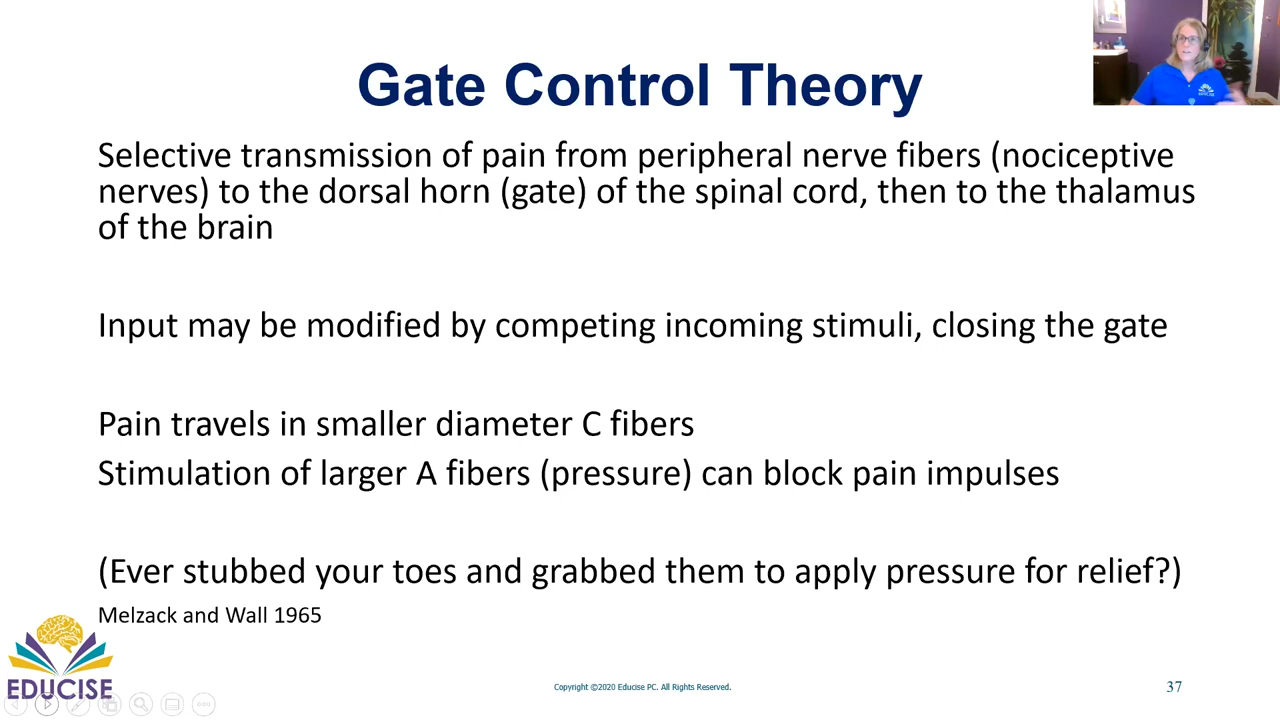 Gate Control Theory
Selective transmission of pain from peripheral nerve fibers (nociceptive
nerves) to the dorsal horn (gate) of the spinal cord, then to the thalamus
of the brain
Input may be modified by competing incoming stimuli, closing the gate
Pain travels in smaller diameter C fibers
Stimulation of larger A fibers (pressure) can block pain impulses
(Ever stubbed your toes and grabbed them to apply pressure for relief?)
Melzack and Wall 1965
EDUCISE
Copyright ©2020 Educise PC. All Rights Reserved.
37
EDUCISE